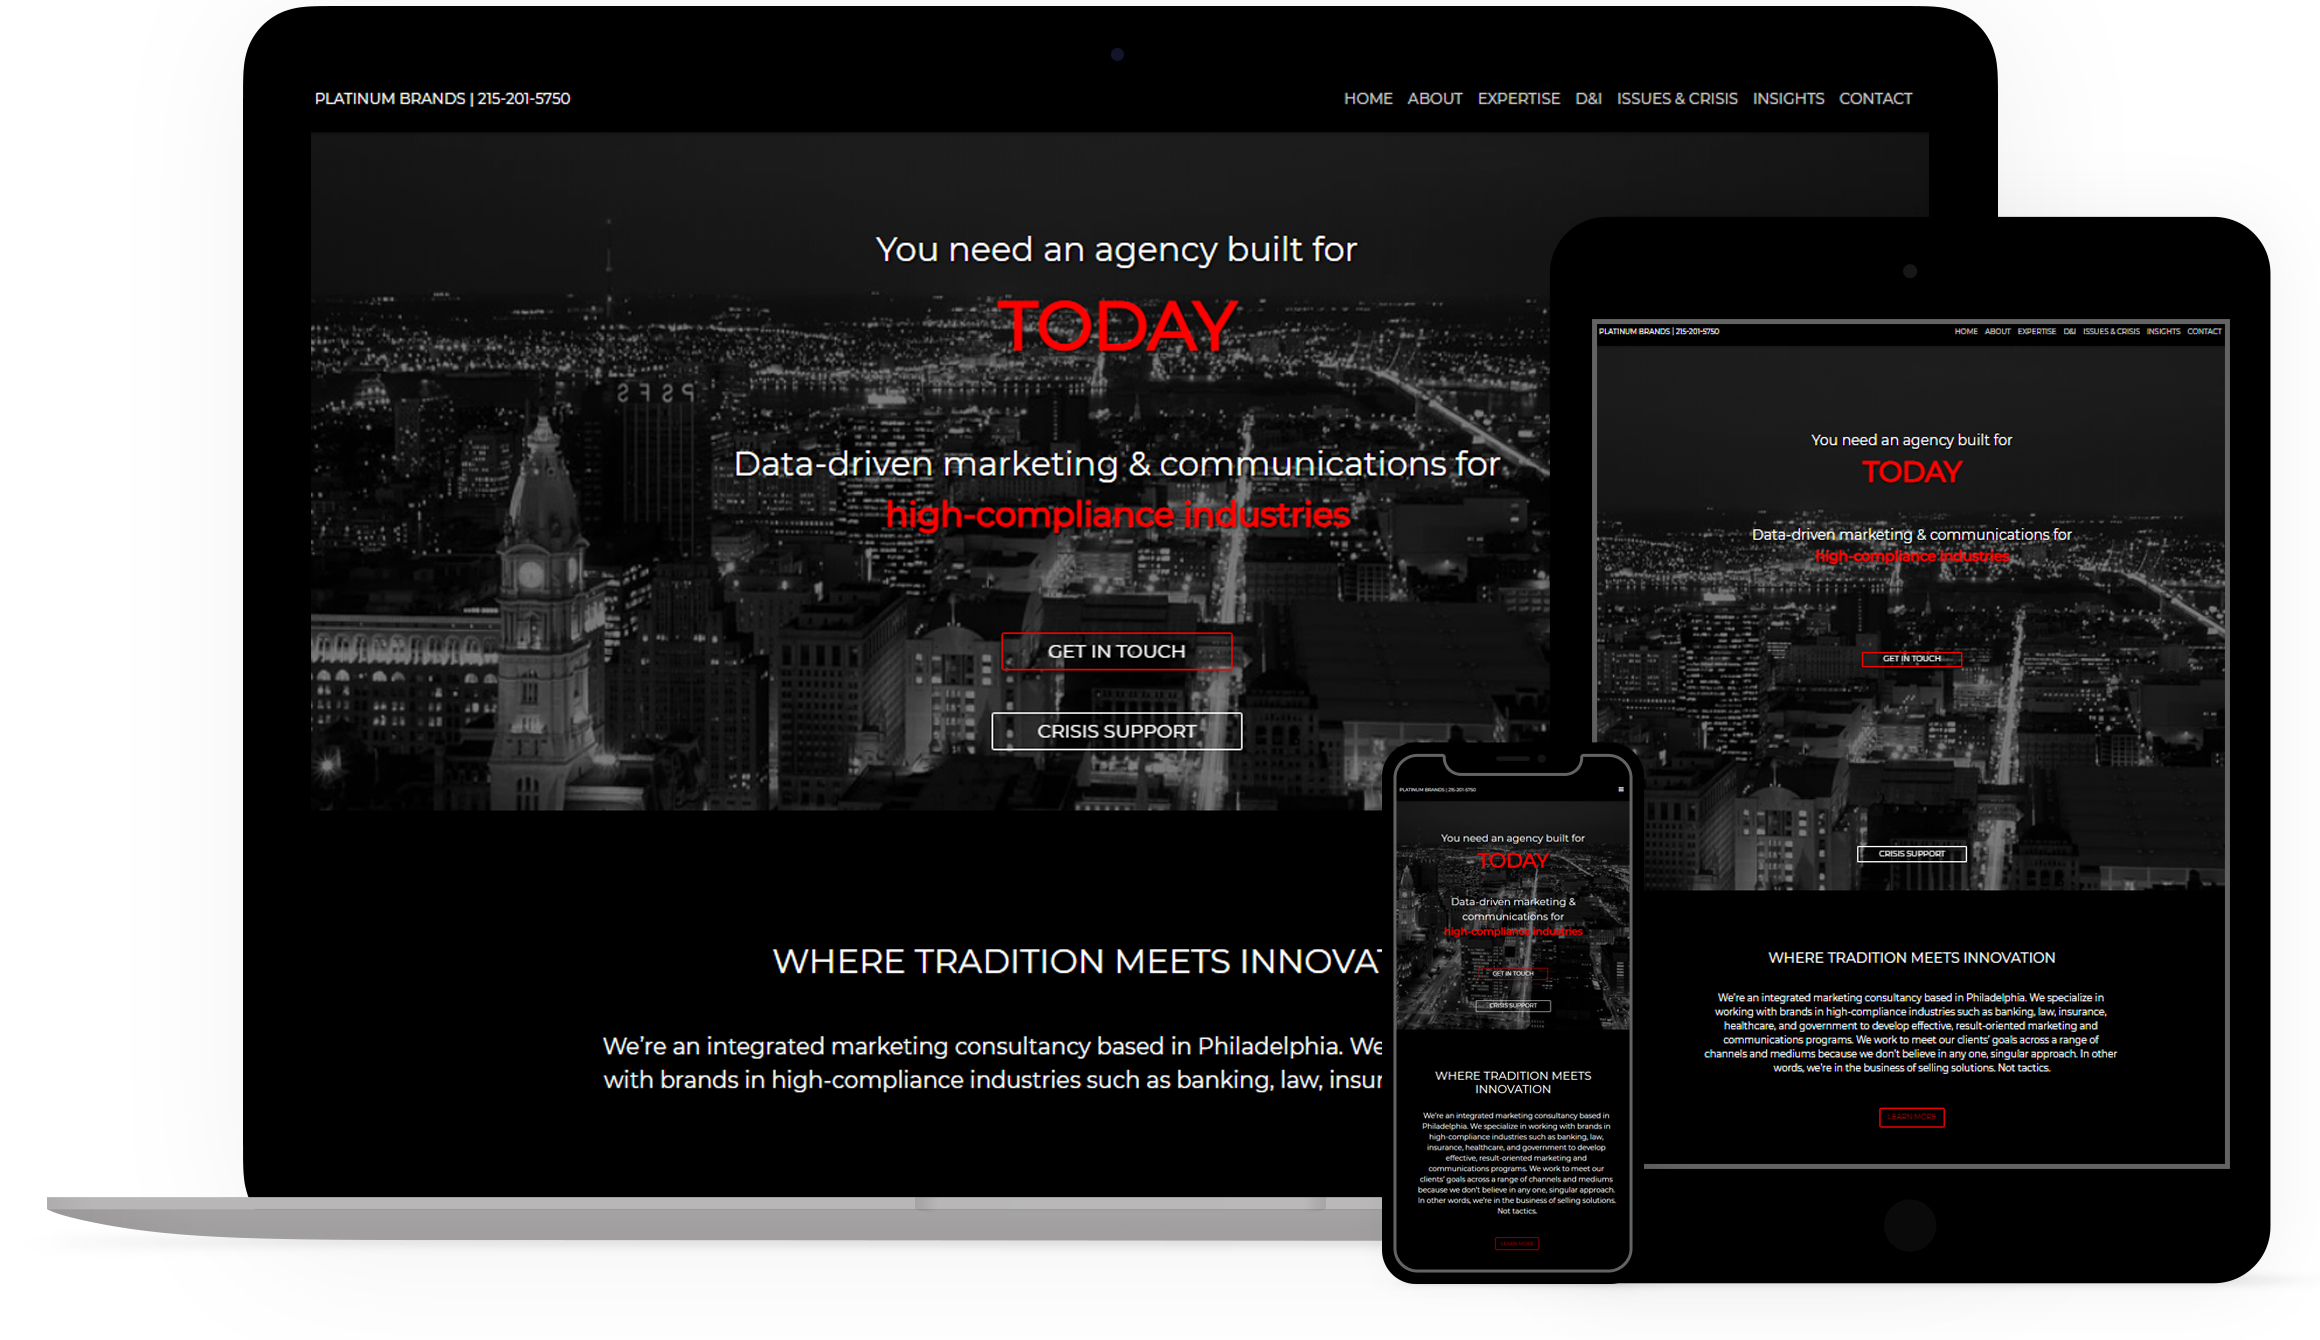 PLATINUM BRANDS | 215-201-5750
HOME ABOUT EXPERTISE D&I ISSUES & CRISIS INSIGHTS CONTACT
You need an agency built for
TODAY
PSFS
Data-driven marketing & communications for
high-compliance industries
GET IN TOUCH
CRISIS SUPPORT
WHERE TRADITION MEETS INNOVA
We’re an integrated marketing consultancy based in Philadelphia. We
with brands in high-compliance industries such as banking, law, insur
PLATINUM BRANDS | 215-201-5750
HOME ABOUT EXPERTISE D&I ISSUES & CRISIS INSIGHTS CONTACT
You need an agency built for
TODAY
Data-driven marketing & communications for
high-compliance industries
GET IN TOUCH
CRISIS SUPPORT
WHERE TRADITION MEETS INNOVATION
We’re an integrated marketing consultancy based in Philadelphia. We specialize in
working with brands in high-compliance industries such as banking, law, insurance,
healthcare, and government to develop effective, result-oriented marketing and
communications programs. We work to meet our clients’ goals across a range of
channels and mediums because we don’t believe in any one, singular approach. In other
words, we’re in the business of selling solutions. Not tactics.
LEARN MORE
PLATINUM BRANDS | 215-201-5750
You need an agency built for
TODAY
Data-driven marketing &
communications for
high-compliance industries
GET IN TOUCH
CRISIS SUPPORT
WHERE TRADITION MEETS
INNOVATION
We’re an integrated marketing consultancy based in
Philadelphia. We specialize in working with brands in
high-compliance industries such as banking, law,
insurance, healthcare, and government to develop
effective, result-oriented marketing and
communications programs. We work to meet our
clients’ goals across a range of channels and mediums
because we don’t believe in any one, singular approach.
In other words, we’re in the business of selling solutions.
Not tactics.
LEARN MORE